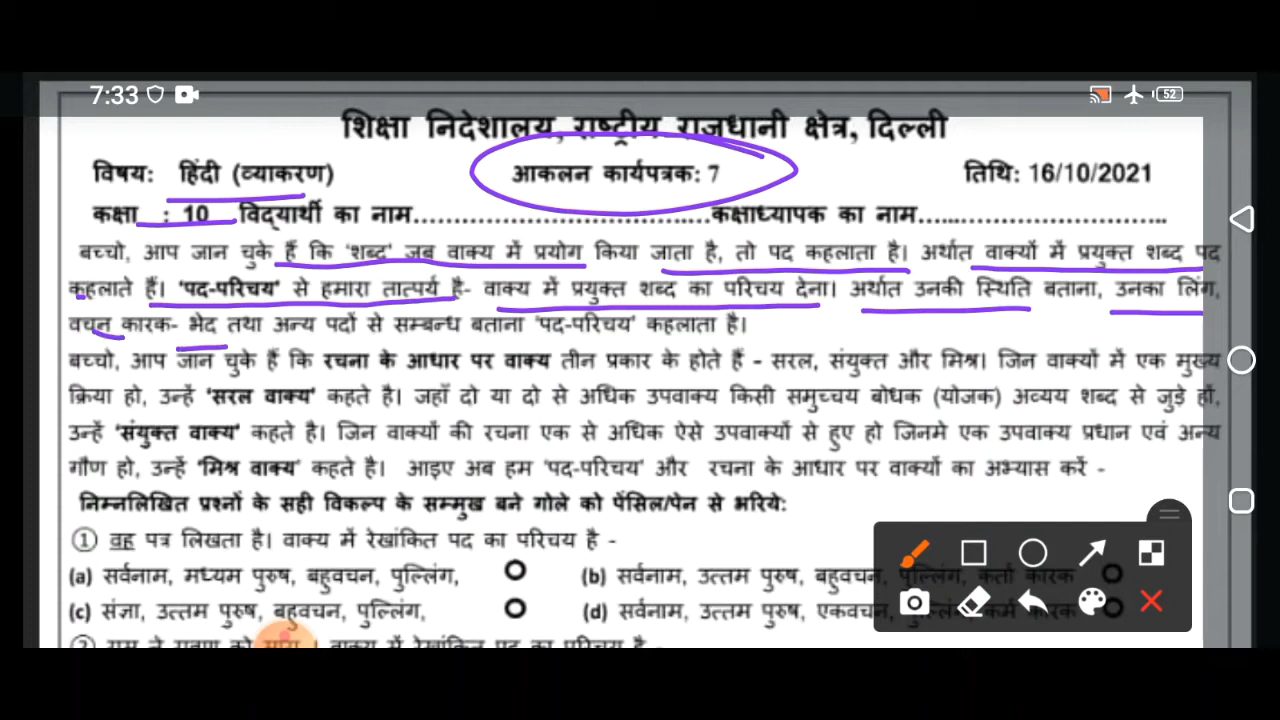 7:33
52
शिक्षा निदेशालय, राष्ट्रीय राजधानी क्षेत्र, दिल्ली
विषय: हिंदी (व्याकरण) आकलन कार्यपत्रक: 7 तिथि: 16/10/2021
कक्षा : 10 विद्यार्थी का नाम.................................................कक्षाध्यापक का नाम.................................
बच्चो, आप जान चुके हैं कि 'शब्द' जब वाक्य में प्रयोग किया जाता है, तो पद कहलाता है। अर्थात वाक्यों में प्रयुक्त शब्द पद
कहलाते हैं। 'पद-परिचय' से हमारा तात्पर्य है- वाक्य में प्रयुक्त शब्द का परिचय देना। अर्थात उनकी स्थिति बताना, उनका लिंग,
वचन कारक- भेद तथा अन्य पदों से सम्बन्ध बताना 'पद-परिचय' कहलाता है।
बच्चो, आप जान चुके हैं कि रचना के आधार पर वाक्य तीन प्रकार के होते हैं - सरल, संयुक्त और मिश्र। जिन वाक्यों में एक मुख्य
क्रिया हो, उन्हें 'सरल वाक्य' कहते है। जहाँ दो या दो से अधिक उपवाक्य किसी समुच्चय बोधक (योजक) अव्यय शब्द से जुड़े हों,
उन्हें 'संयुक्त वाक्य' कहते है। जिन वाक्यों की रचना एक से अधिक ऐसे उपवाक्यों से हुए हो जिनमे एक उपवाक्य प्रधान एवं अन्य
गौण हो, उन्हें 'मिश्र वाक्य' कहते है। आइए अब हम 'पद-परिचय' और रचना के आधार पर वाक्यों का अभ्यास करें -
निम्नलिखित प्रश्नों के सही विकल्प के सम्मुख बने गोले को पेंसिल/पेन से भरिये:
① वह पत्र लिखता है। वाक्य में रेखांकित पद का परिचय है -
(a) सर्वनाम, मध्यम पुरुष, बहुवचन, पुल्लिंग, (b) सर्वनाम, उत्तम पुरुष, बहुवचन, पुल्लिंग, कर्ता कारक
(c) संज्ञा, उत्तम पुरुष, बहुवचन, पुल्लिंग, (d) सर्वनाम, उत्तम पुरुष, एकवचन, पुल्लिंग, कर्म कारक